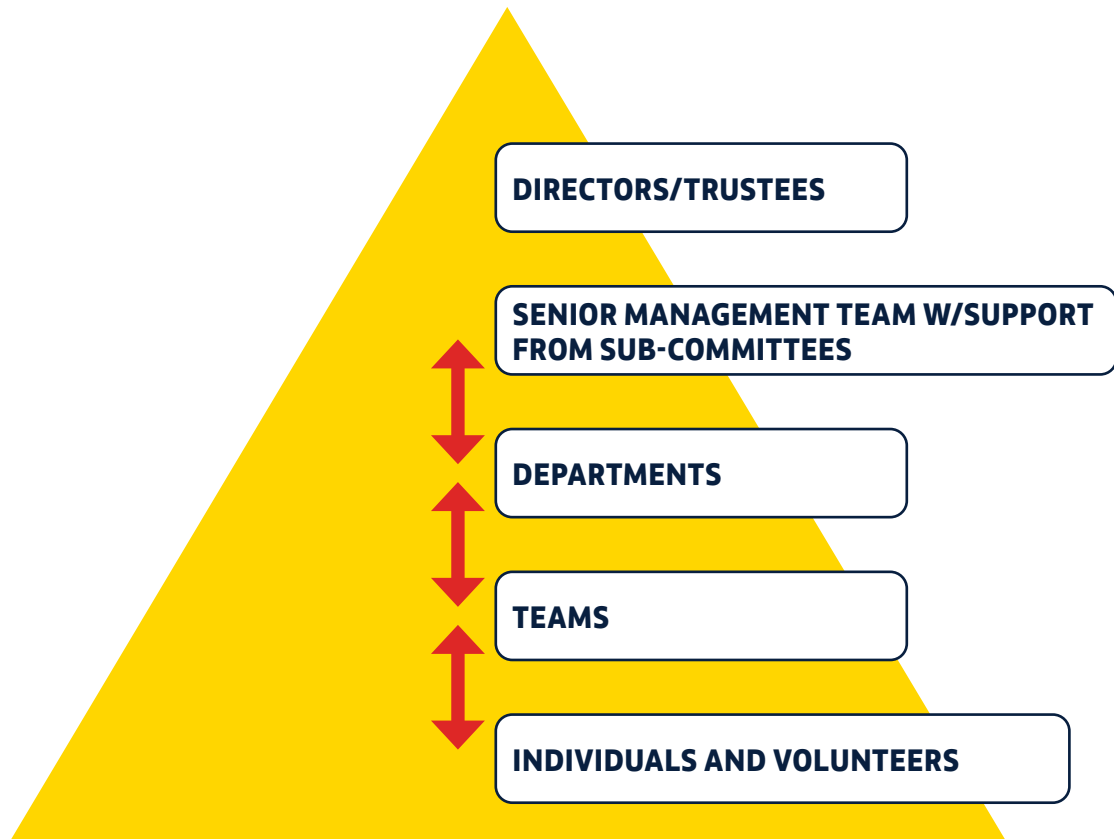 DIRECTORS/TRUSTEES
SENIOR MANAGEMENT TEAM W/SUPPORT
FROM SUB-COMMITTEES
DEPARTMENTS
TEAMS
INDIVIDUALS AND VOLUNTEERS